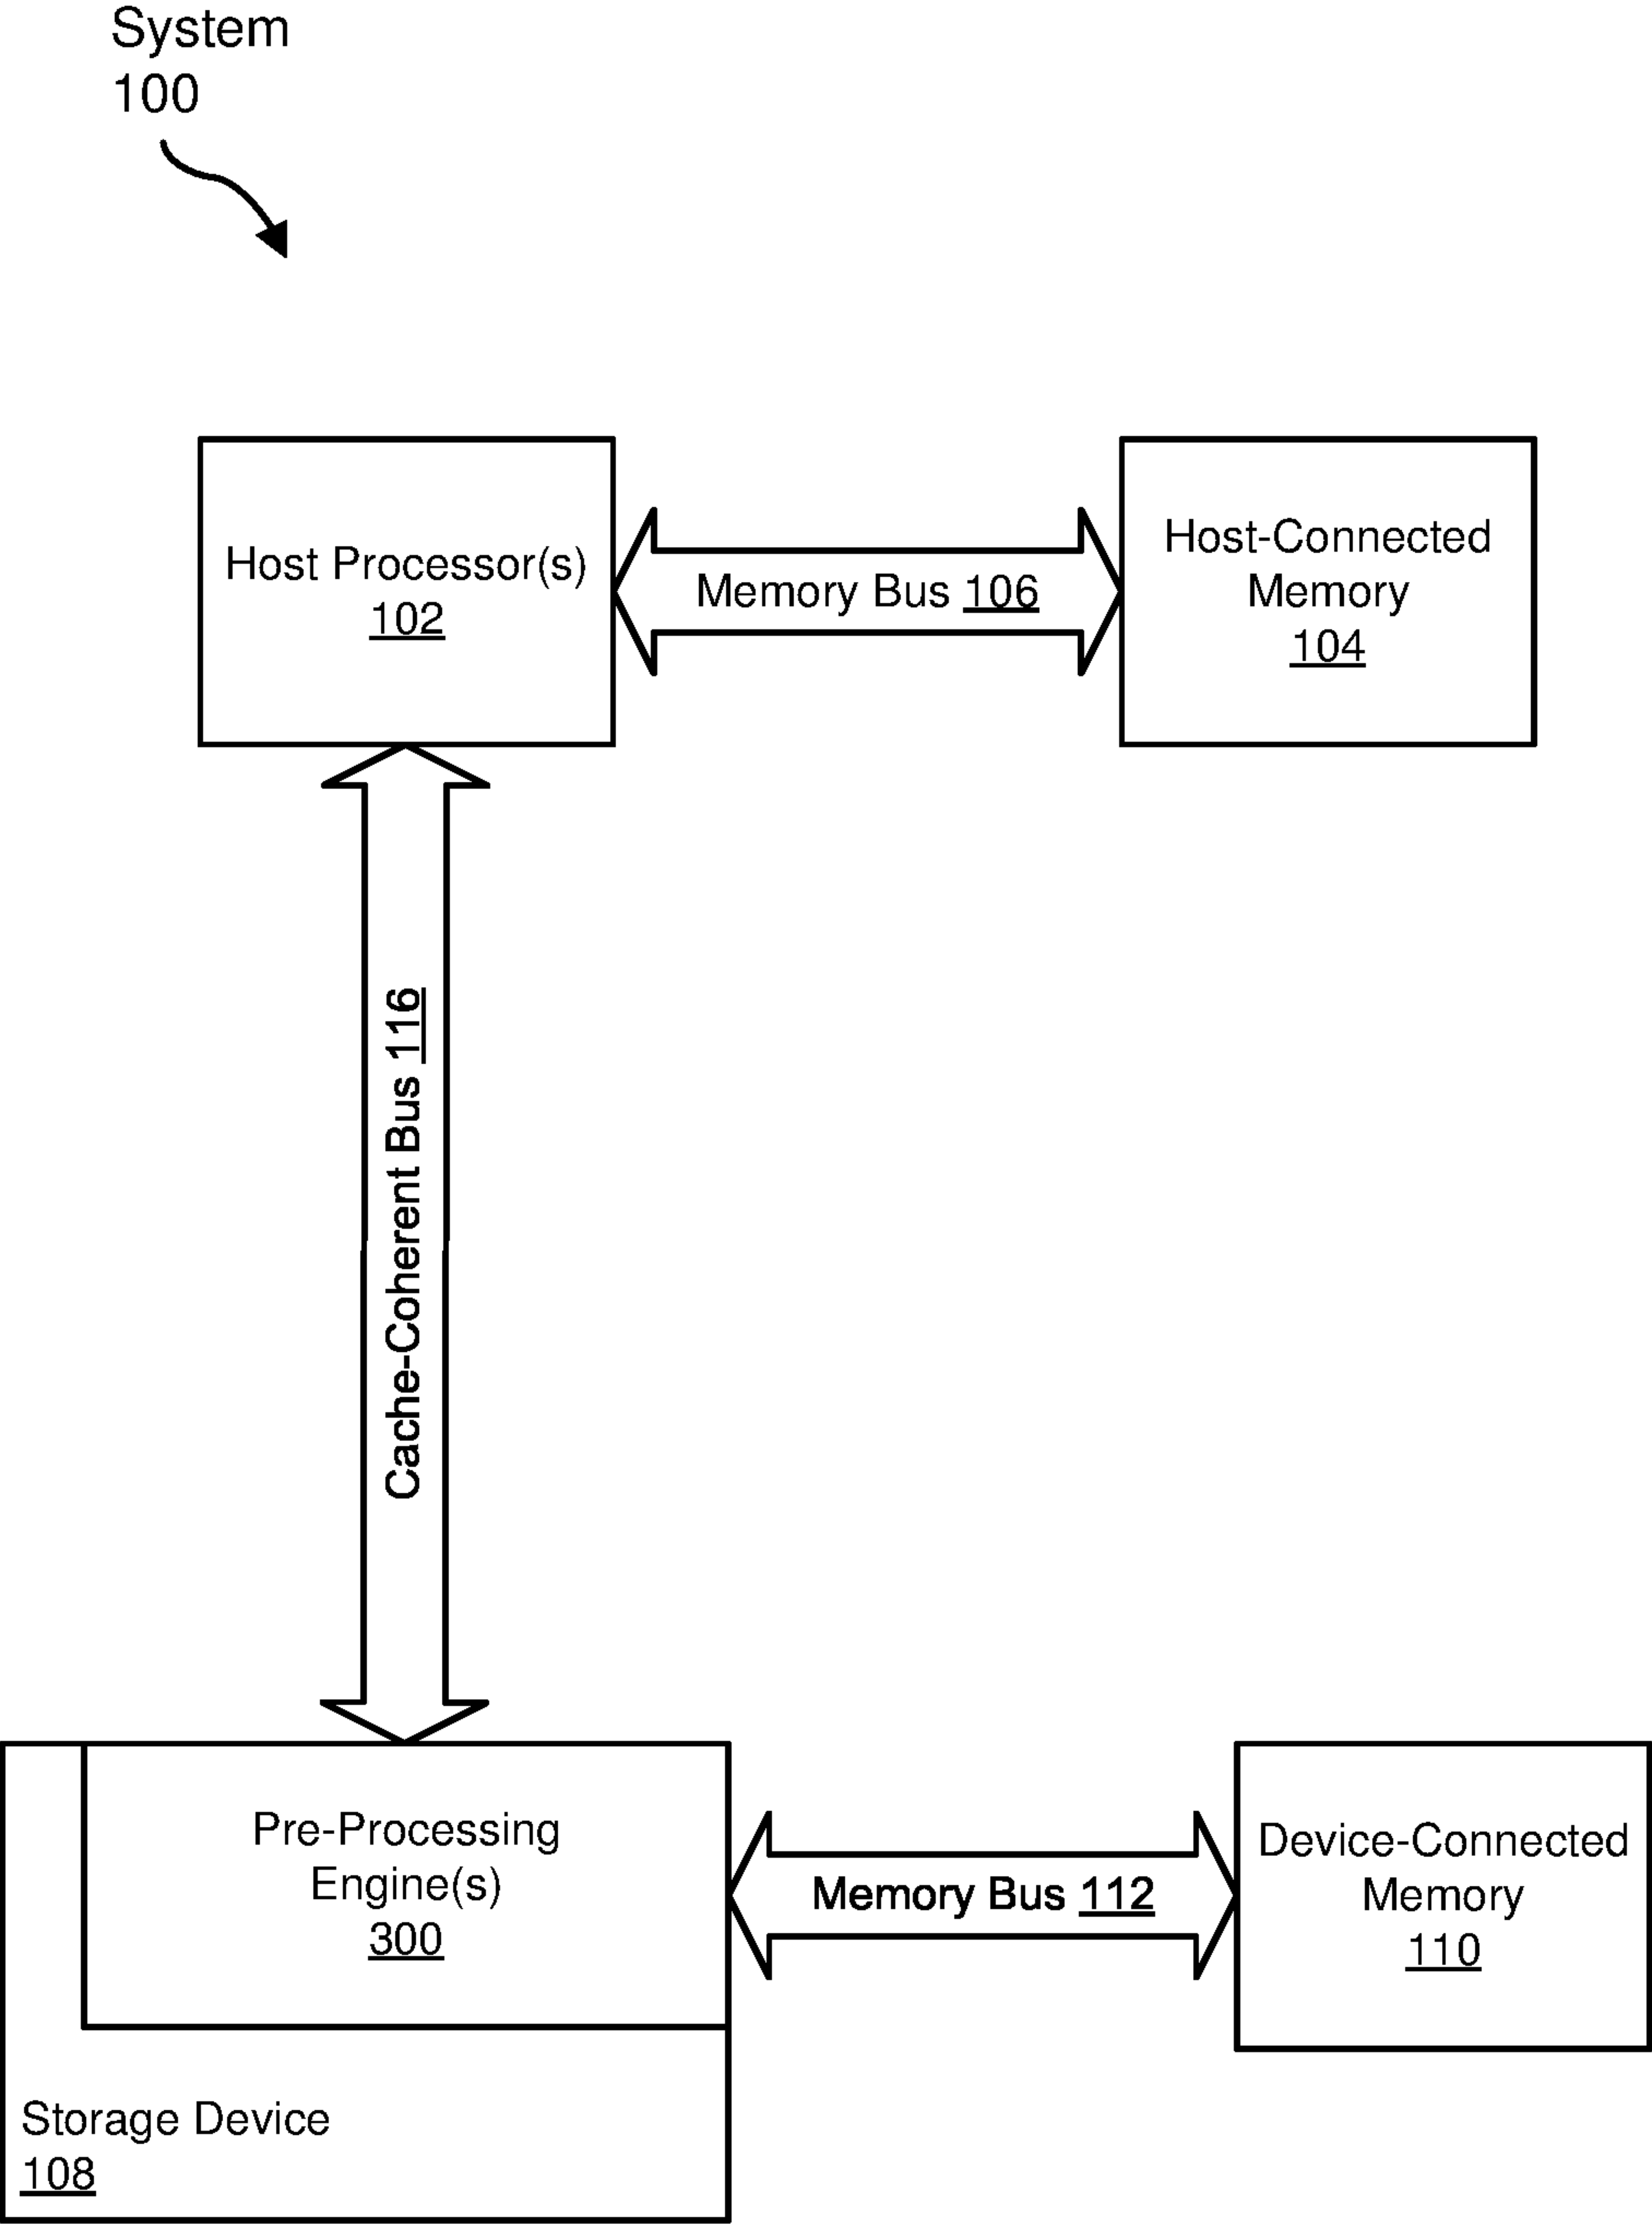 System
100
Host Processor(s)
102
Memory Bus 106
Host-Connected
Memory
104
Cache-Coherent Bus 116
Pre-Processing
Engine(s)
300
Memory Bus 112
Device-Connected
Memory
110
Storage Device
108